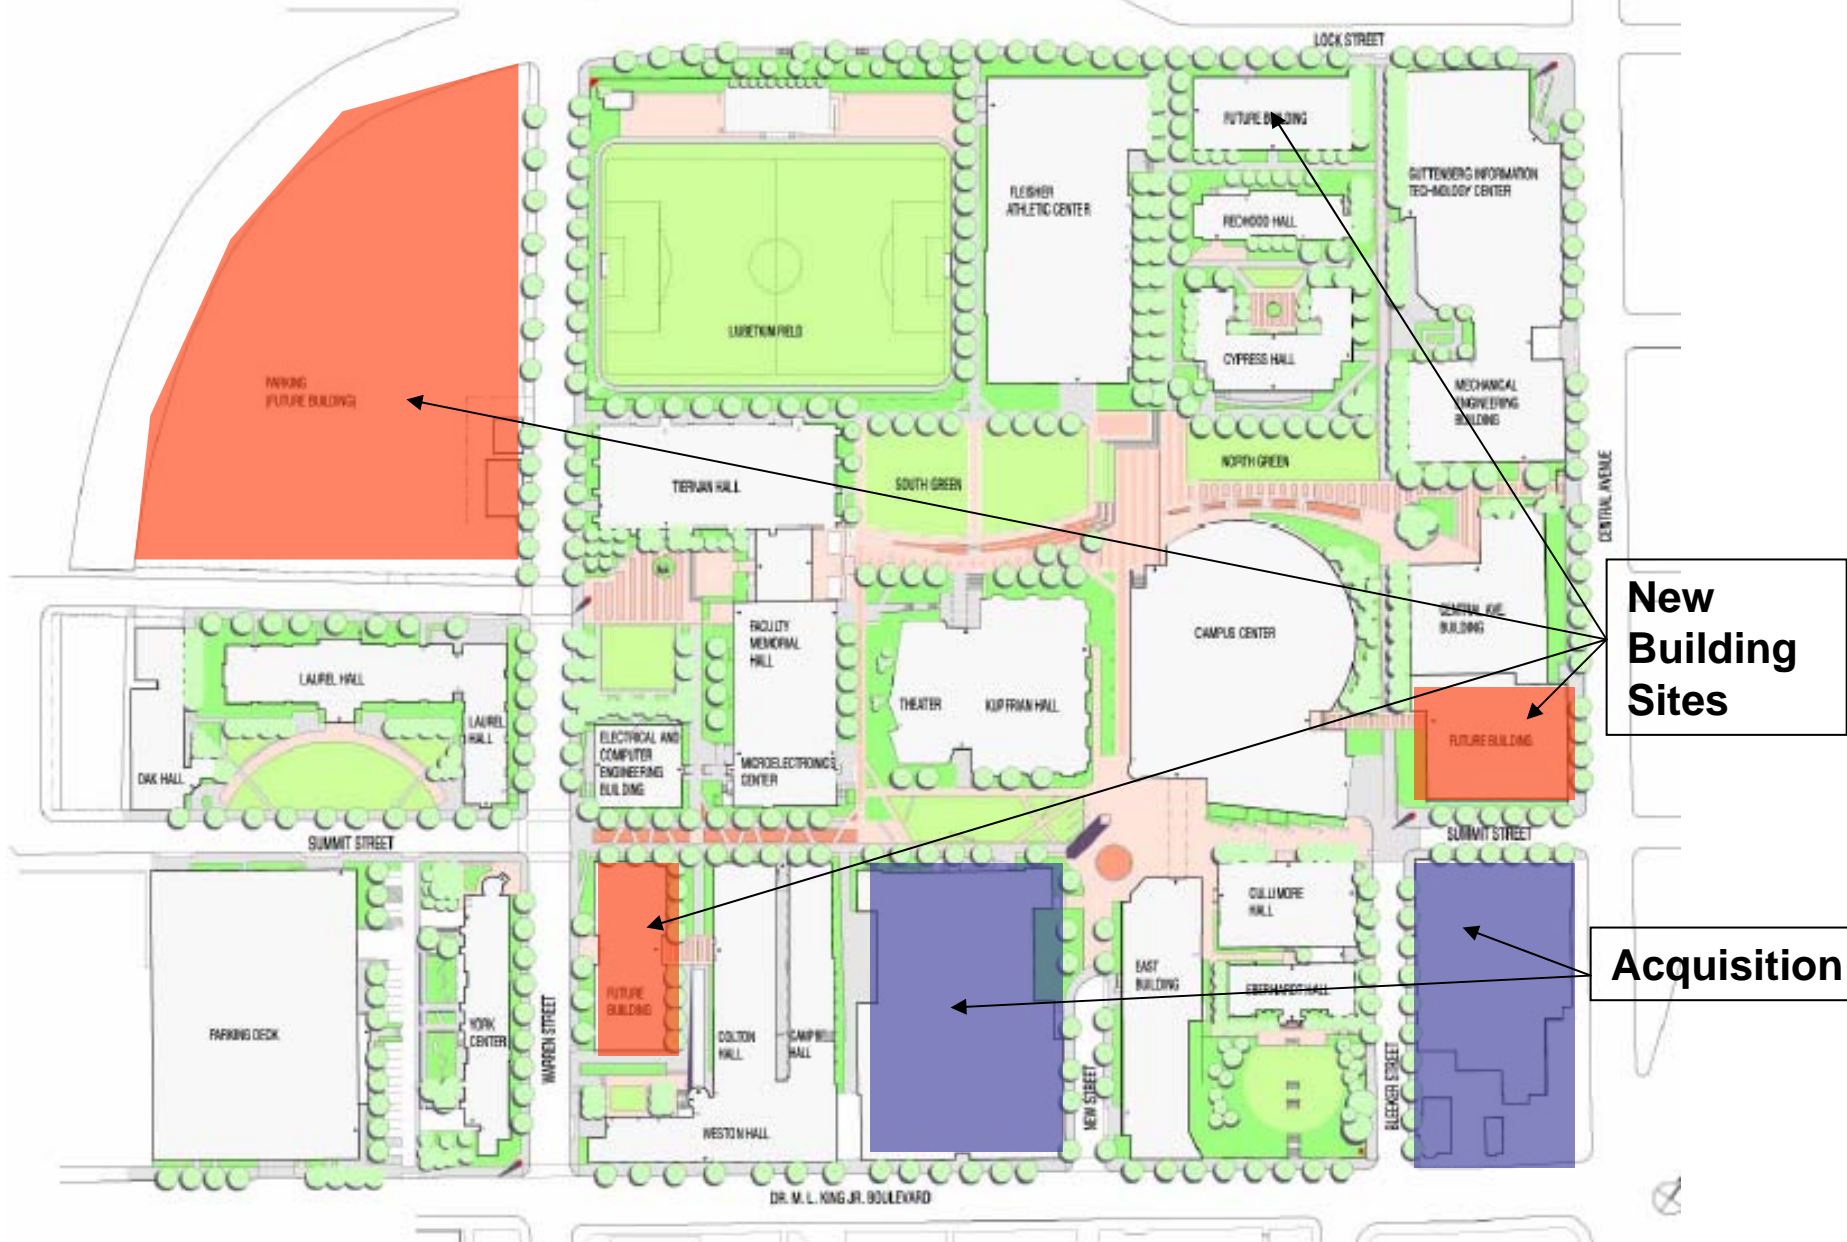 LOCK STREET
FUTURE BUILDING
GUTTENBERG INFORMATION
TECHNOLOGY CENTER
FLEISHER
ATHLETIC CENTER
REDWOOD HALL
LUBETKIN FIELD
CYPRESS HALL
PARKING
(FUTURE BUILDING)
MECHANICAL
ENGINEERING
BUILDING
NORTH GREEN
SOUTH GREEN
TIERNAN HALL
CENTRAL AVENUE
New
Building
Sites
CENTRAL AVE.
BUILDING
FACULTY
MEMORIAL
HALL
CAMPUS CENTER
LAUREL HALL
THEATER
KUPFRIAN HALL
LAUREL
HALL
ELECTRICAL AND
COMPUTER
ENGINEERING
BUILDING
FUTURE BUILDING
MICROELECTRONICS
CENTER
OAK HALL
SUMMIT STREET
SUMMIT STREET
CULLIMORE
HALL
Acquisition
EAST
BUILDING
EBERHARDT HALL
FUTURE
BUILDING
PARKING DECK
YORK
CENTER
WARREN STREET
COLTON
HALL
CAMPBELL
HALL
NEW STREET
BLEEKER STREET
WESTON HALL
DR. M. L. KING JR. BOULEVARD